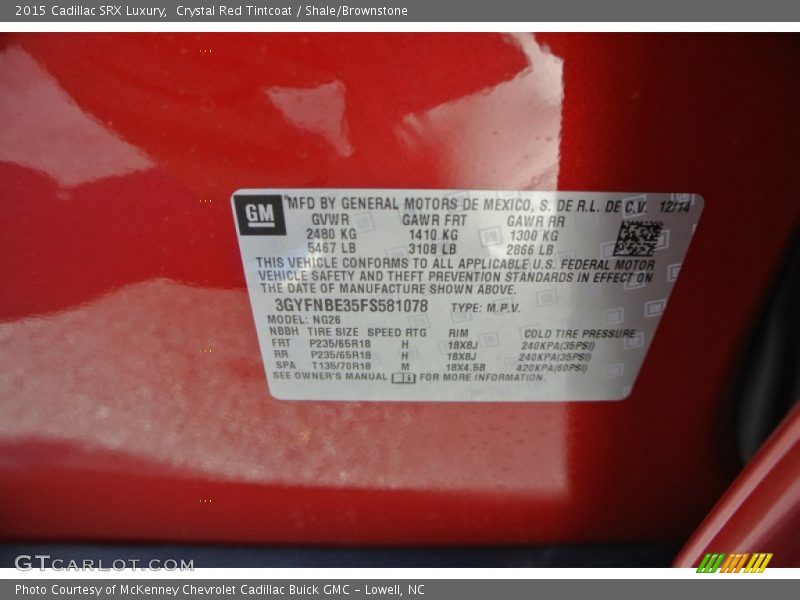 2015 Cadillac SRX Luxury, Crystal Red Tintcoat / Shale/Brownstone
GM
MFD BY GENERAL MOTORS DE MEXICO, S. DE R.L. DE C.V. 12/14
GVWR GAWR FRT GAWR RR
2480 KG 1410 KG 1300 KG
5467 LB 3108 LB 2866 LB
THIS VEHICLE CONFORMS TO ALL APPLICABLE U.S. FEDERAL MOTOR
VEHICLE SAFETY AND THEFT PREVENTION STANDARDS IN EFFECT ON
THE DATE OF MANUFACTURE SHOWN ABOVE.
3GYFNBE35FS581078 TYPE: M.P.V.
MODEL: NG26
NBBH TIRE SIZE SPEED RTG RIM COLD TIRE PRESSURE
FRT P235/65R18 H 18X8J 240KPA(35PSI)
RR P235/65R18 H 18X8J 240KPA(35PSI)
SPA T135/70R18 M 18X4.5B 420KPA(60PSI)
SEE OWNER'S MANUAL FOR MORE INFORMATION.
GTCARLOT.COM
Photo Courtesy of McKenney Chevrolet Cadillac Buick GMC - Lowell, NC